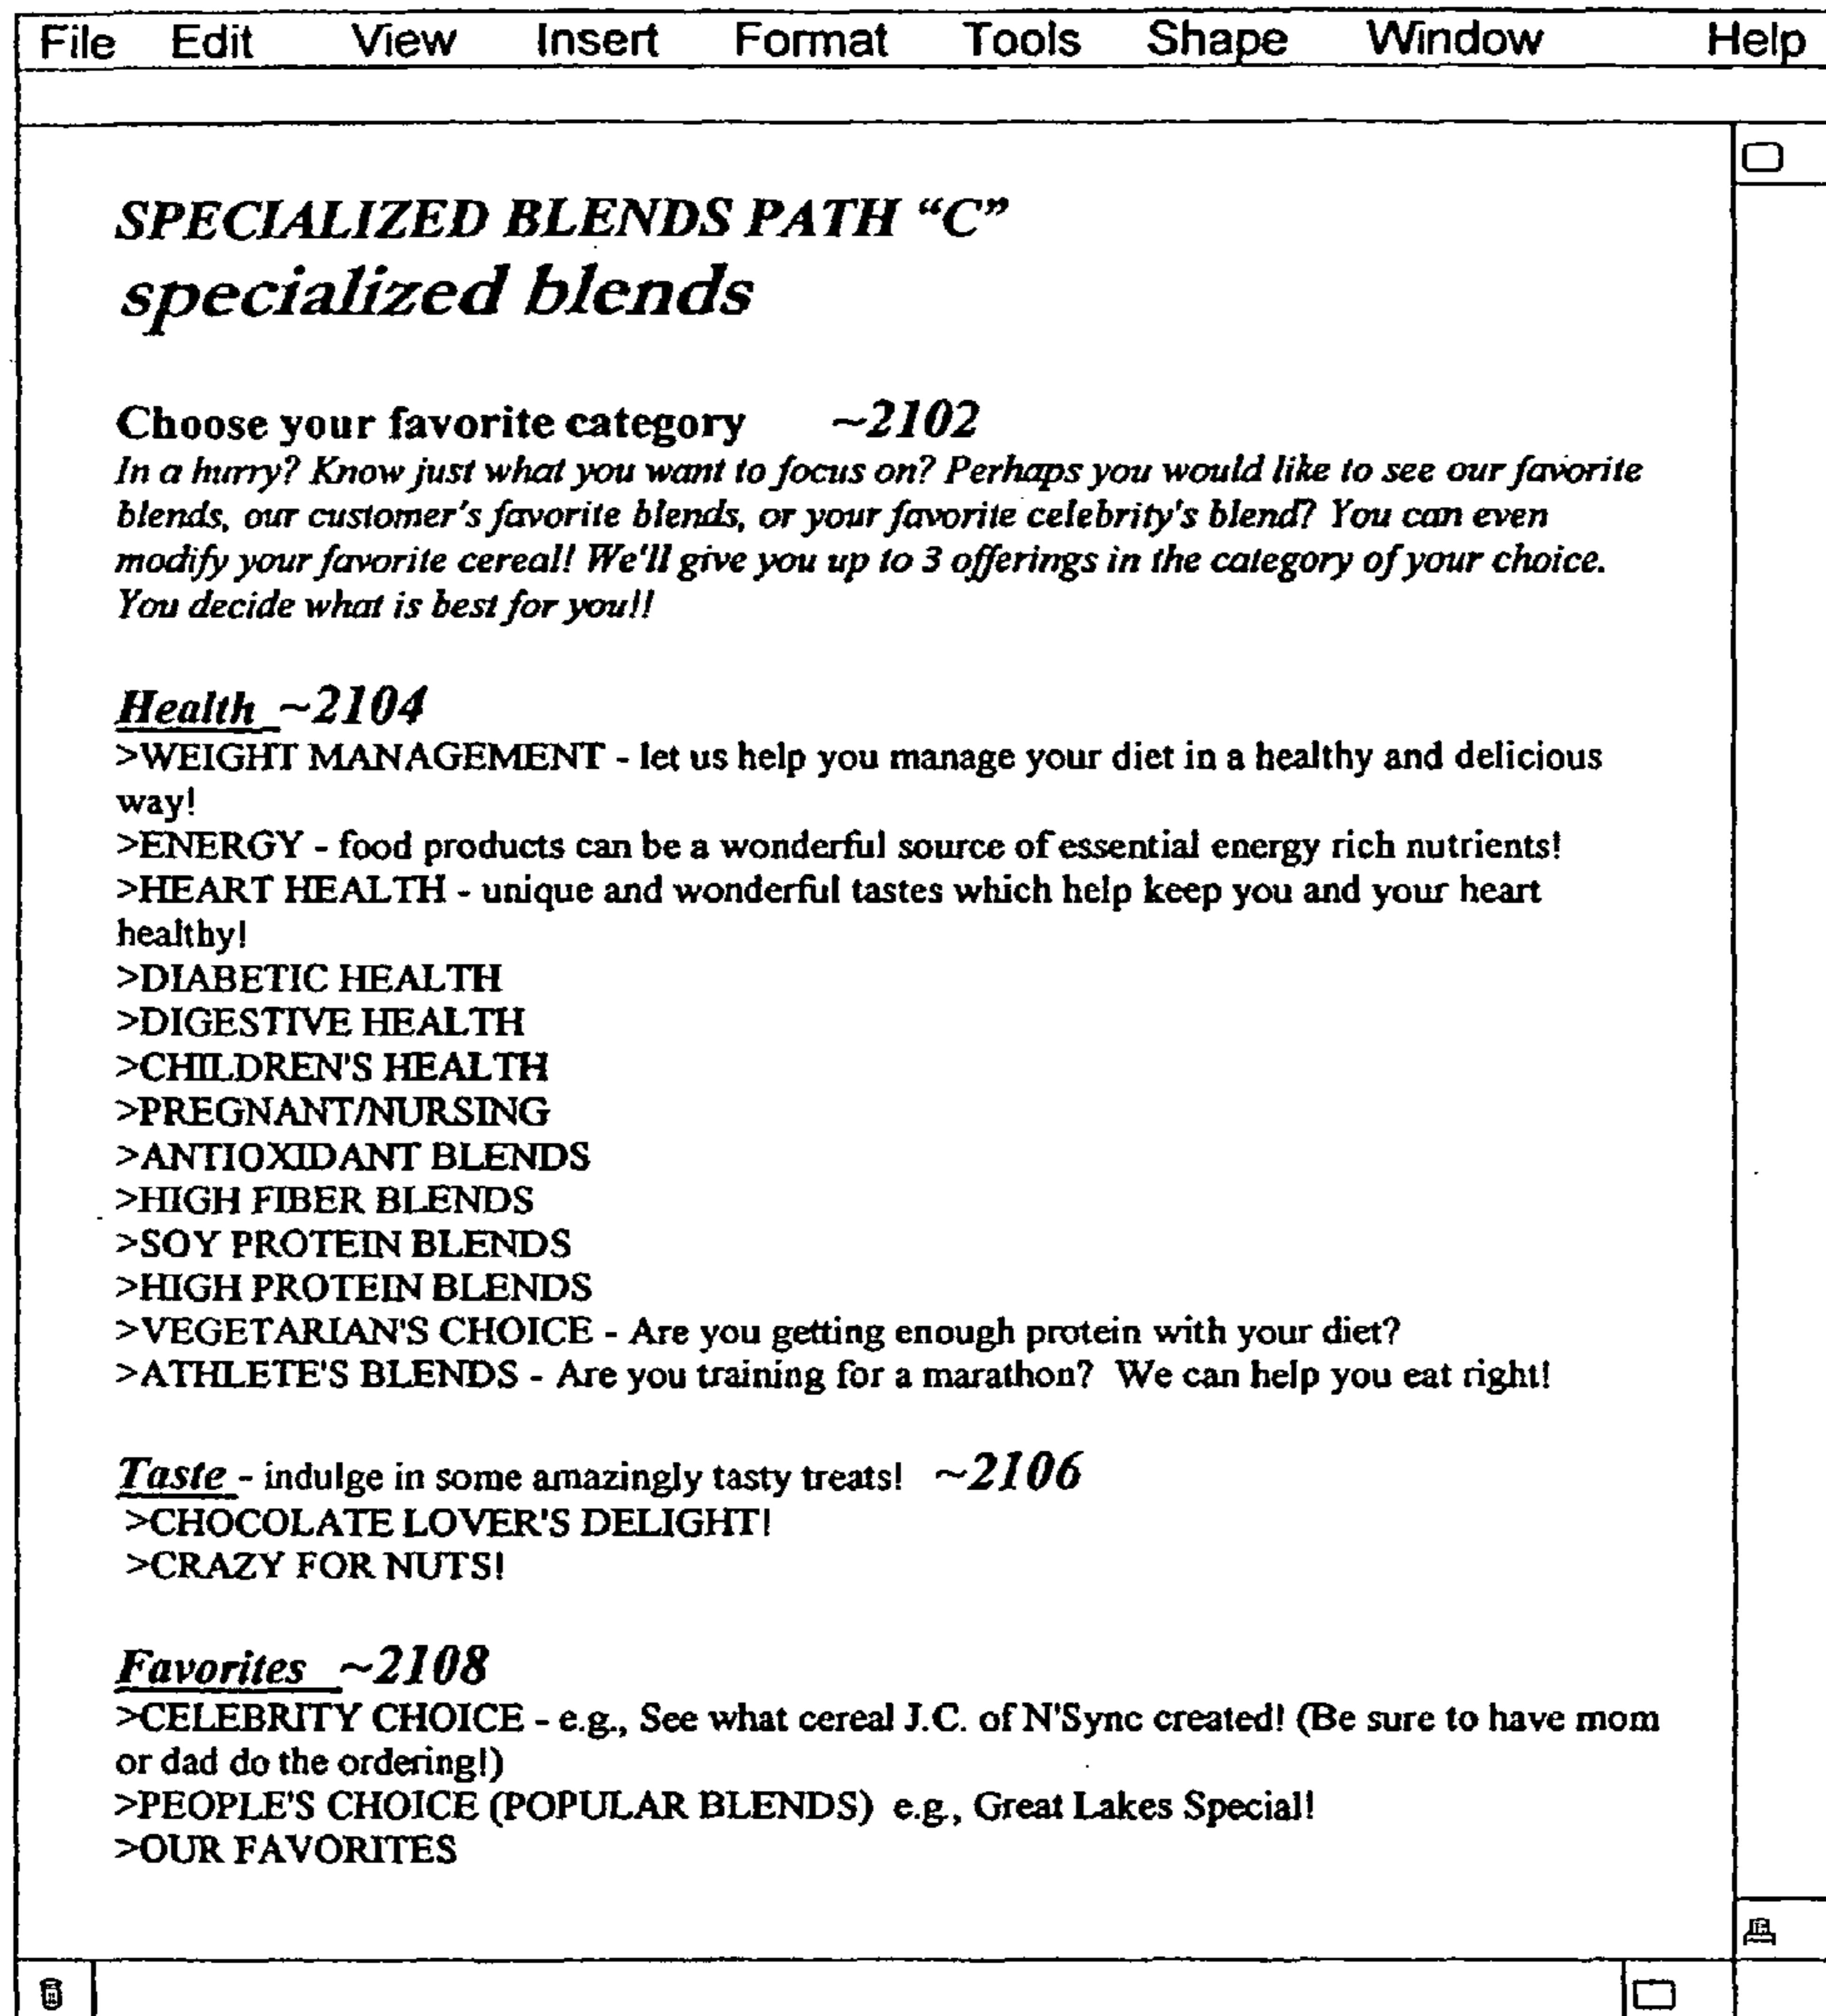 File Edit View Insert Format Tools Shape Window Help
SPECIALIZED BLENDS PATH “C”
specialized blends
Choose your favorite category ~2102
In a hurry? Know just what you want to focus on? Perhaps you would like to see our favorite
blends, our customer's favorite blends, or your favorite celebrity's blend? You can even
modify your favorite cereal! We'll give you up to 3 offerings in the category of your choice.
You decide what is best for you!!
Health ~2104
>WEIGHT MANAGEMENT - let us help you manage your diet in a healthy and delicious
way!
>ENERGY - food products can be a wonderful source of essential energy rich nutrients!
>HEART HEALTH - unique and wonderful tastes which help keep you and your heart
healthy!
>DIABETIC HEALTH
>DIGESTIVE HEALTH
>CHILDREN'S HEALTH
>PREGNANT/NURSING
>ANTIOXIDANT BLENDS
>HIGH FIBER BLENDS
>SOY PROTEIN BLENDS
>HIGH PROTEIN BLENDS
>VEGETARIAN'S CHOICE - Are you getting enough protein with your diet?
>ATHLETE'S BLENDS - Are you training for a marathon? We can help you eat right!
Taste - indulge in some amazingly tasty treats! ~2106
>CHOCOLATE LOVER'S DELIGHT!
>CRAZY FOR NUTS!
Favorites ~2108
>CELEBRITY CHOICE - e.g., See what cereal J.C. of N'Sync created! (Be sure to have mom
or dad do the ordering!)
>PEOPLE'S CHOICE (POPULAR BLENDS) e.g., Great Lakes Special!
>OUR FAVORITES